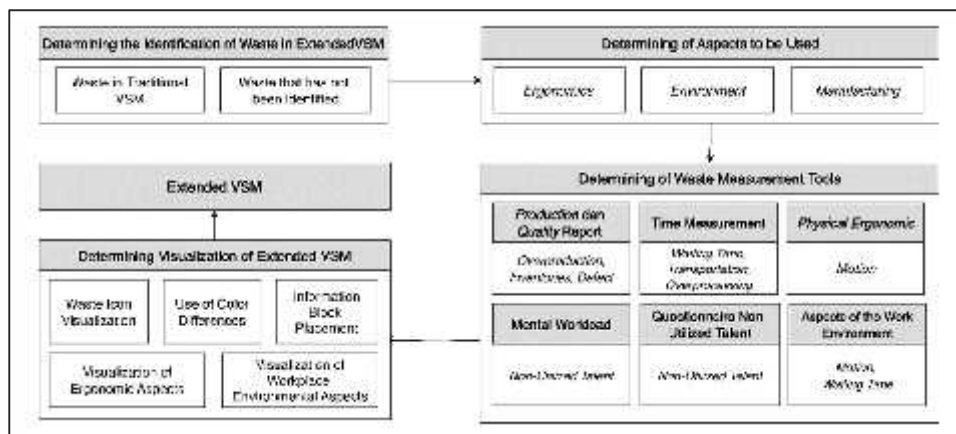 Determining the Identification of Waste in ExtendedVSM
Waste in Traditional
VSM
Waste that has not
been Identified
Determining of Aspects to be Used
Ergonomics
Environment
Manufacturing
Determining of Waste Measurement Tools
Production dan
Quality Report
Overproduction,
Inventories, Defect
Time Measurement
Waiting Time,
Transportation,
Overprocessing
Physical Ergonomic
Motion
Mental Workload
Non-Utilized Talent
Questionnaire Non
Utilized Talent
Non-Utilized Talent
Aspects of the Work
Environment
Motion,
Waiting Time
Extended VSM
Determining Visualization of Extended VSM
Waste Icon
Visualization
Use of Color
Differences
Information
Block
Placement
Visualization of
Ergonomic Aspects
Visualization of
Workplace
Environmental Aspects